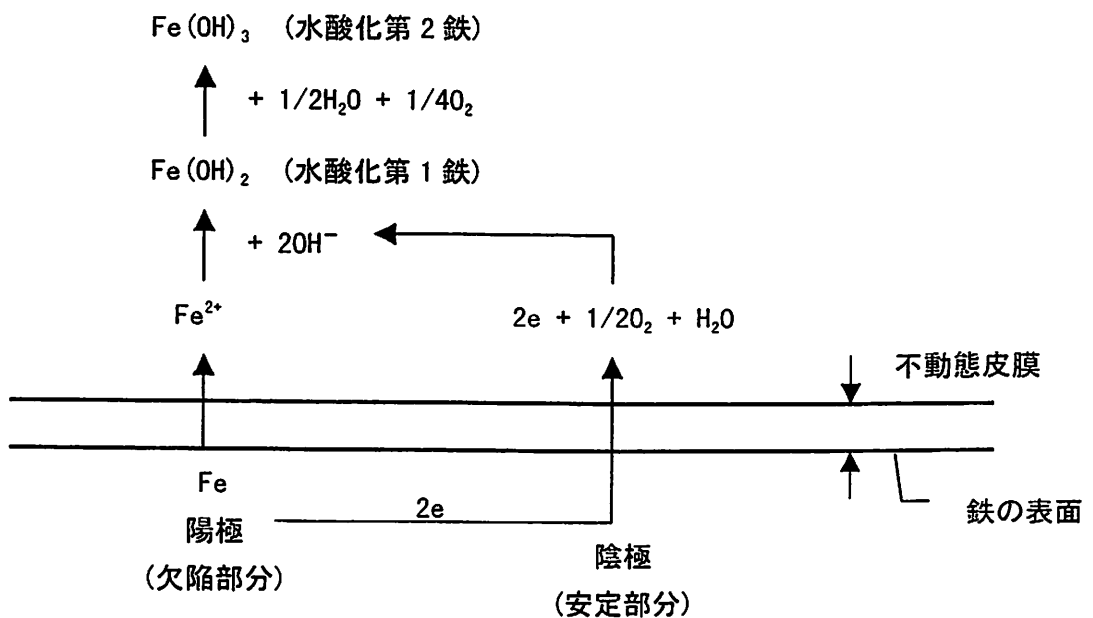 Fe(OH)₃ (水酸化第2鉄)
+ 1/2H₂O + 1/4O₂
Fe(OH)₂ (水酸化第1鉄)
+ 2OH⁻
Fe²⁺
2e + 1/2O₂ + H₂O
不動態皮膜
Fe
2e
鉄の表面
陽極
(欠陥部分)
陰極
(安定部分)